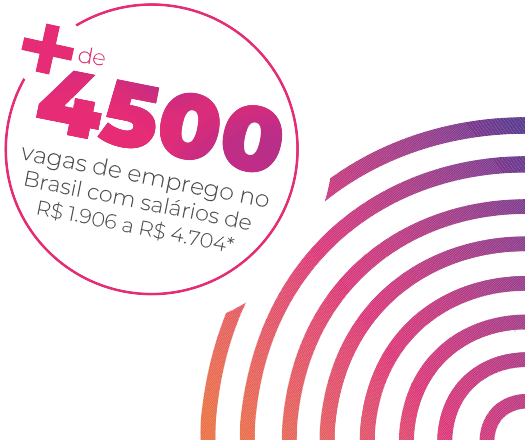 + de
4500
vagas de emprego no
Brasil com salários de
R$ 1.906 a R$ 4.704*